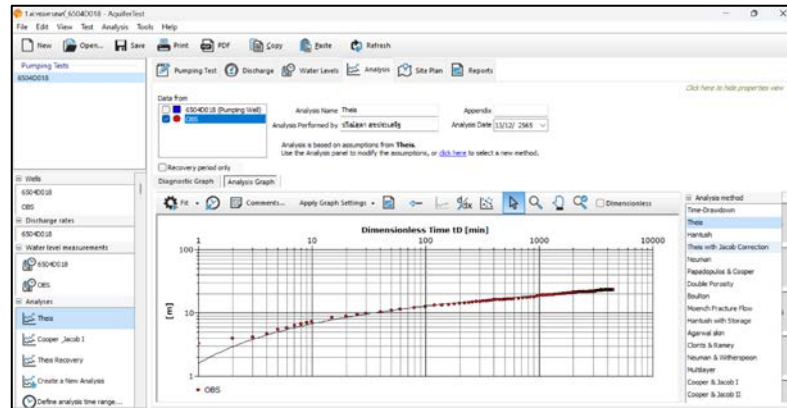 6504D018 - AquiferTest
File Edit View Test Analysis Tools Help
New Open... Save Print PDF Copy Paste Refresh
Pumping Tests
6504D018
Pumping Test Discharge Water Levels Analysis Site Plan Reports
Click here to hide properties view
Data from
6504D018 (Pumping Well)
OBS
Analysis Name Theis
Appendix
Analysis Performed by
Analysis Date 13/12/ 2565
Analysis is based on assumptions from Theis.
Use the Analysis panel to modify the assumptions, or click here to select a new method.
Recovery period only
Diagnostic Graph Analysis Graph
Fit Comments... Apply Graph Settings d/dx Dimensionless
Wells
6504D018
OBS
Discharge rates
6504D018
Water level measurements
6504D018
OBS
Analyses
Theis
Cooper Jacob I
Theis Recovery
Create a New Analysis
Define analysis time range...
Dimensionless Time tD [min]
1 10 100 1000 10000
100
10
1
[m]
OBS
Analysis method
Time-Drawdown
Theis
Hantush
Theis with Jacob Correction
Neuman
Papadopulos & Cooper
Double Porosity
Boulton
Moench Fracture Flow
Hantush with Storage
Agarwal skin
Clonts & Ramey
Neuman & Witherspoon
Multilayer
Cooper & Jacob I
Cooper & Jacob II